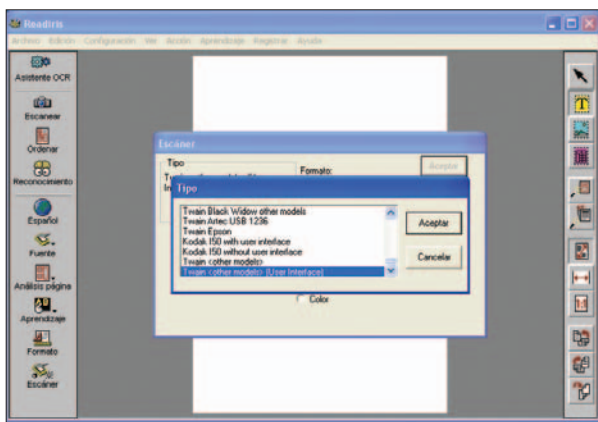 Readiris
Archivo Edición Configuración Ver Acción Aprendizaje Registrar Ayuda
Asistente OCR
Escanear
Ordenar
Reconocimiento
Español
Fuente
Análisis página
Aprendizaje
Formato
Escáner
Escáner
Tipo
Formato:
Aceptar
Tipo
Twain Black Widow other models
Twain Artec USB 1236
Twain Epson
Kodak I50 with user interface
Kodak I50 without user interface
Twain <other models>
Twain <other models> (User Interface)
Aceptar
Cancelar
Color
T
1:1